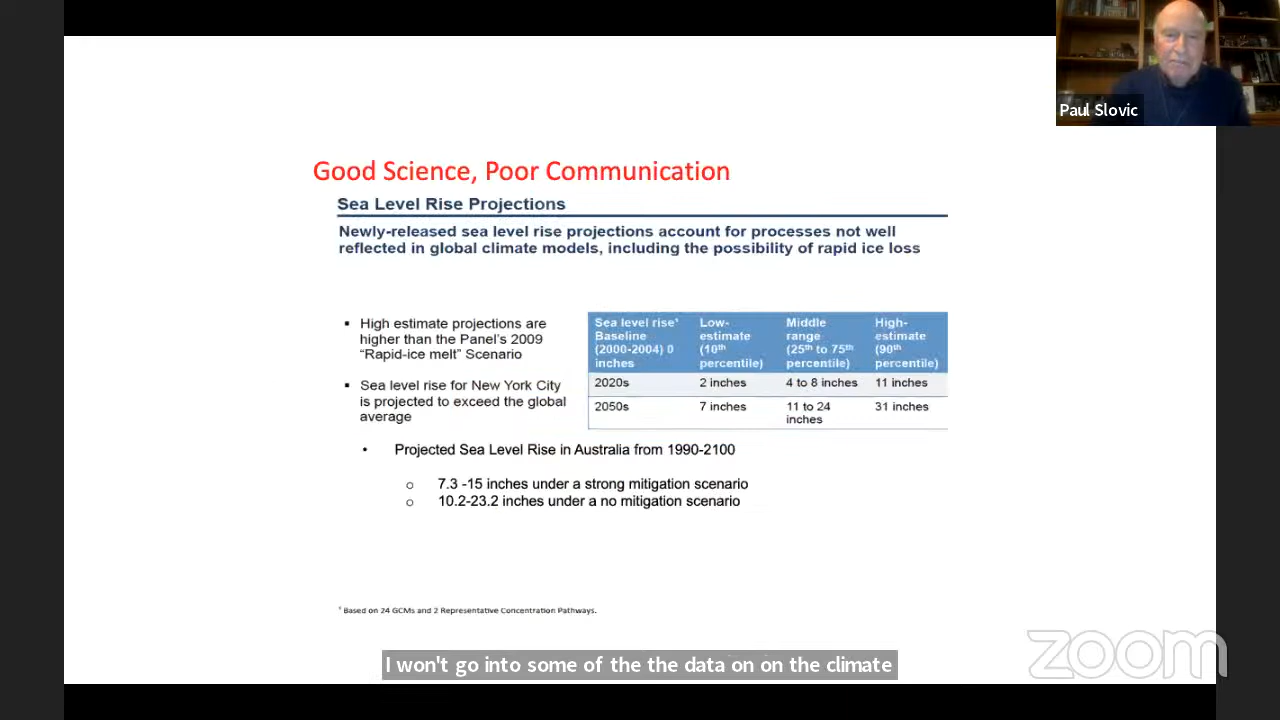 Paul Slovic
Good Science, Poor Communication
Sea Level Rise Projections
Newly-released sea level rise projections account for processes not well
reflected in global climate models, including the possibility of rapid ice loss
• High estimate projections are
higher than the Panel's 2009
"Rapid-ice melt" Scenario
• Sea level rise for New York City
is projected to exceed the global
average
Sea level rise¹ Baseline (2000-2004) 0 inches
Low-estimate (10th percentile)
Middle range (25th to 75th percentile)
High-estimate (90th percentile)
2020s 2 inches 4 to 8 inches 11 inches
2050s 7 inches 11 to 24 inches 31 inches
• Projected Sea Level Rise in Australia from 1990-2100
o 7.3 -15 inches under a strong mitigation scenario
o 10.2-23.2 inches under a no mitigation scenario
¹ Based on 24 GCMs and 2 Representative Concentration Pathways.
I won't go into some of the the data on on the climate
zoom